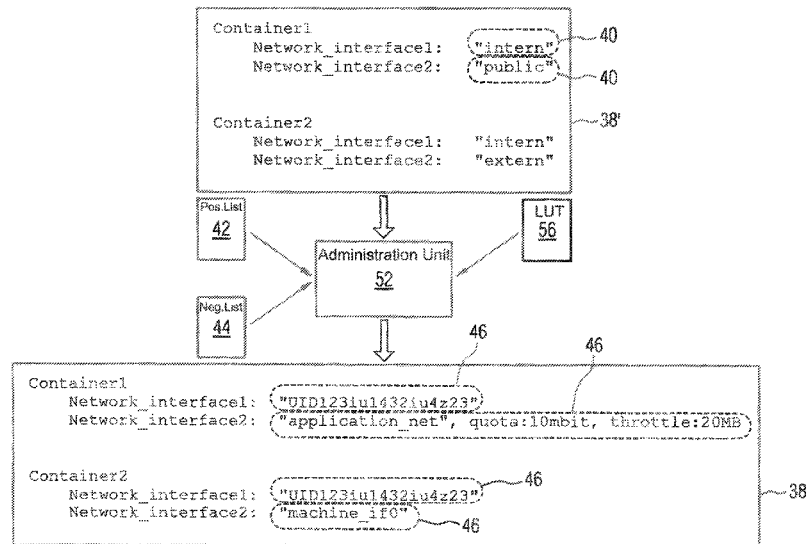 Container1
Network_interface1: "intern"
Network_interface2: "public"
40
40
38'
Container2
Network_interface1: "intern"
Network_interface2: "extern"
Pos.List
42
LUT
56
Administration Unit
52
Neg.List
44
46
46
Container1
Network_interface1: "UID123iu1432iu4z23"
Network_interface2: "application_net", quota:10mbit, throttle:20MB
Container2
Network_interface1: "UID123iu1432iu4z23"
Network_interface2: "machine_if0"
46
46
38